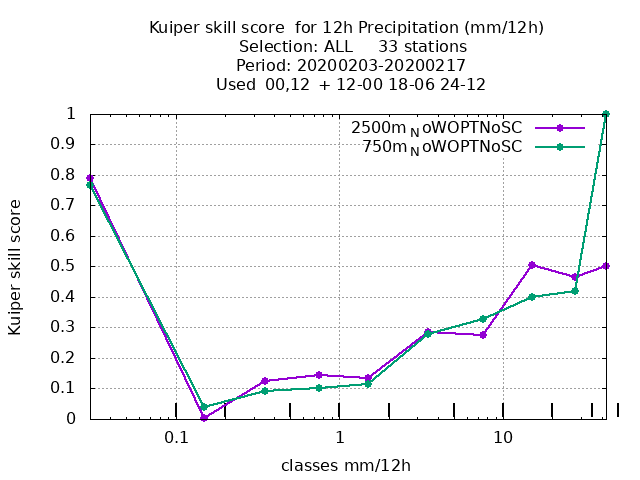 Kuiper skill score  for 12h Precipitation (mm/12h)
Selection: ALL     33 stations
Period: 20200203-20200217
Used  00,12  + 12-00 18-06 24-12
2500m_NoWOPTNoSC
750m_NoWOPTNoSC
1
0.9
0.8
0.7
0.6
0.5
0.4
0.3
0.2
0.1
0
Kuiper skill score
0.1 1 10
classes mm/12h